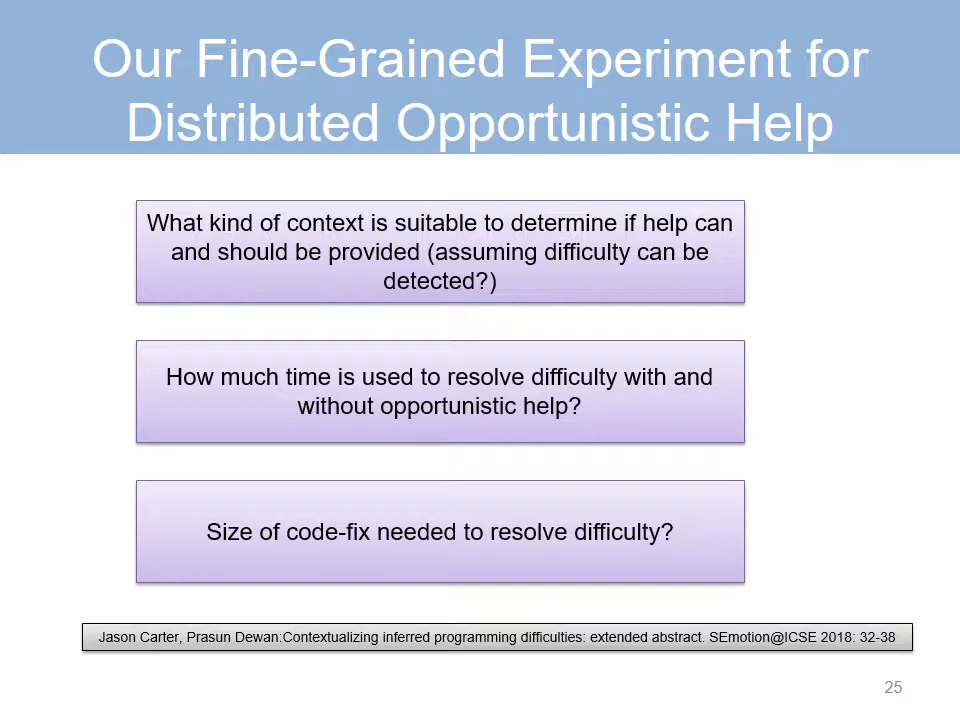 Our Fine-Grained Experiment for
Distributed Opportunistic Help
What kind of context is suitable to determine if help can
and should be provided (assuming difficulty can be
detected?)
How much time is used to resolve difficulty with and
without opportunistic help?
Size of code-fix needed to resolve difficulty?
Jason Carter, Prasun Dewan:Contextualizing inferred programming difficulties: extended abstract. SEmotion@ICSE 2018: 32-38
25